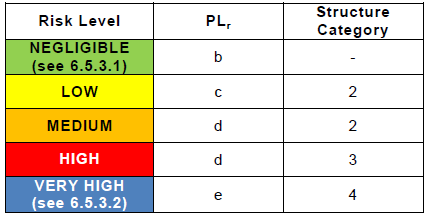 Risk Level PLr Structure Category
NEGLIGIBLE (see 6.5.3.1) b -
LOW c 2
MEDIUM d 2
HIGH d 3
VERY HIGH (see 6.5.3.2) e 4